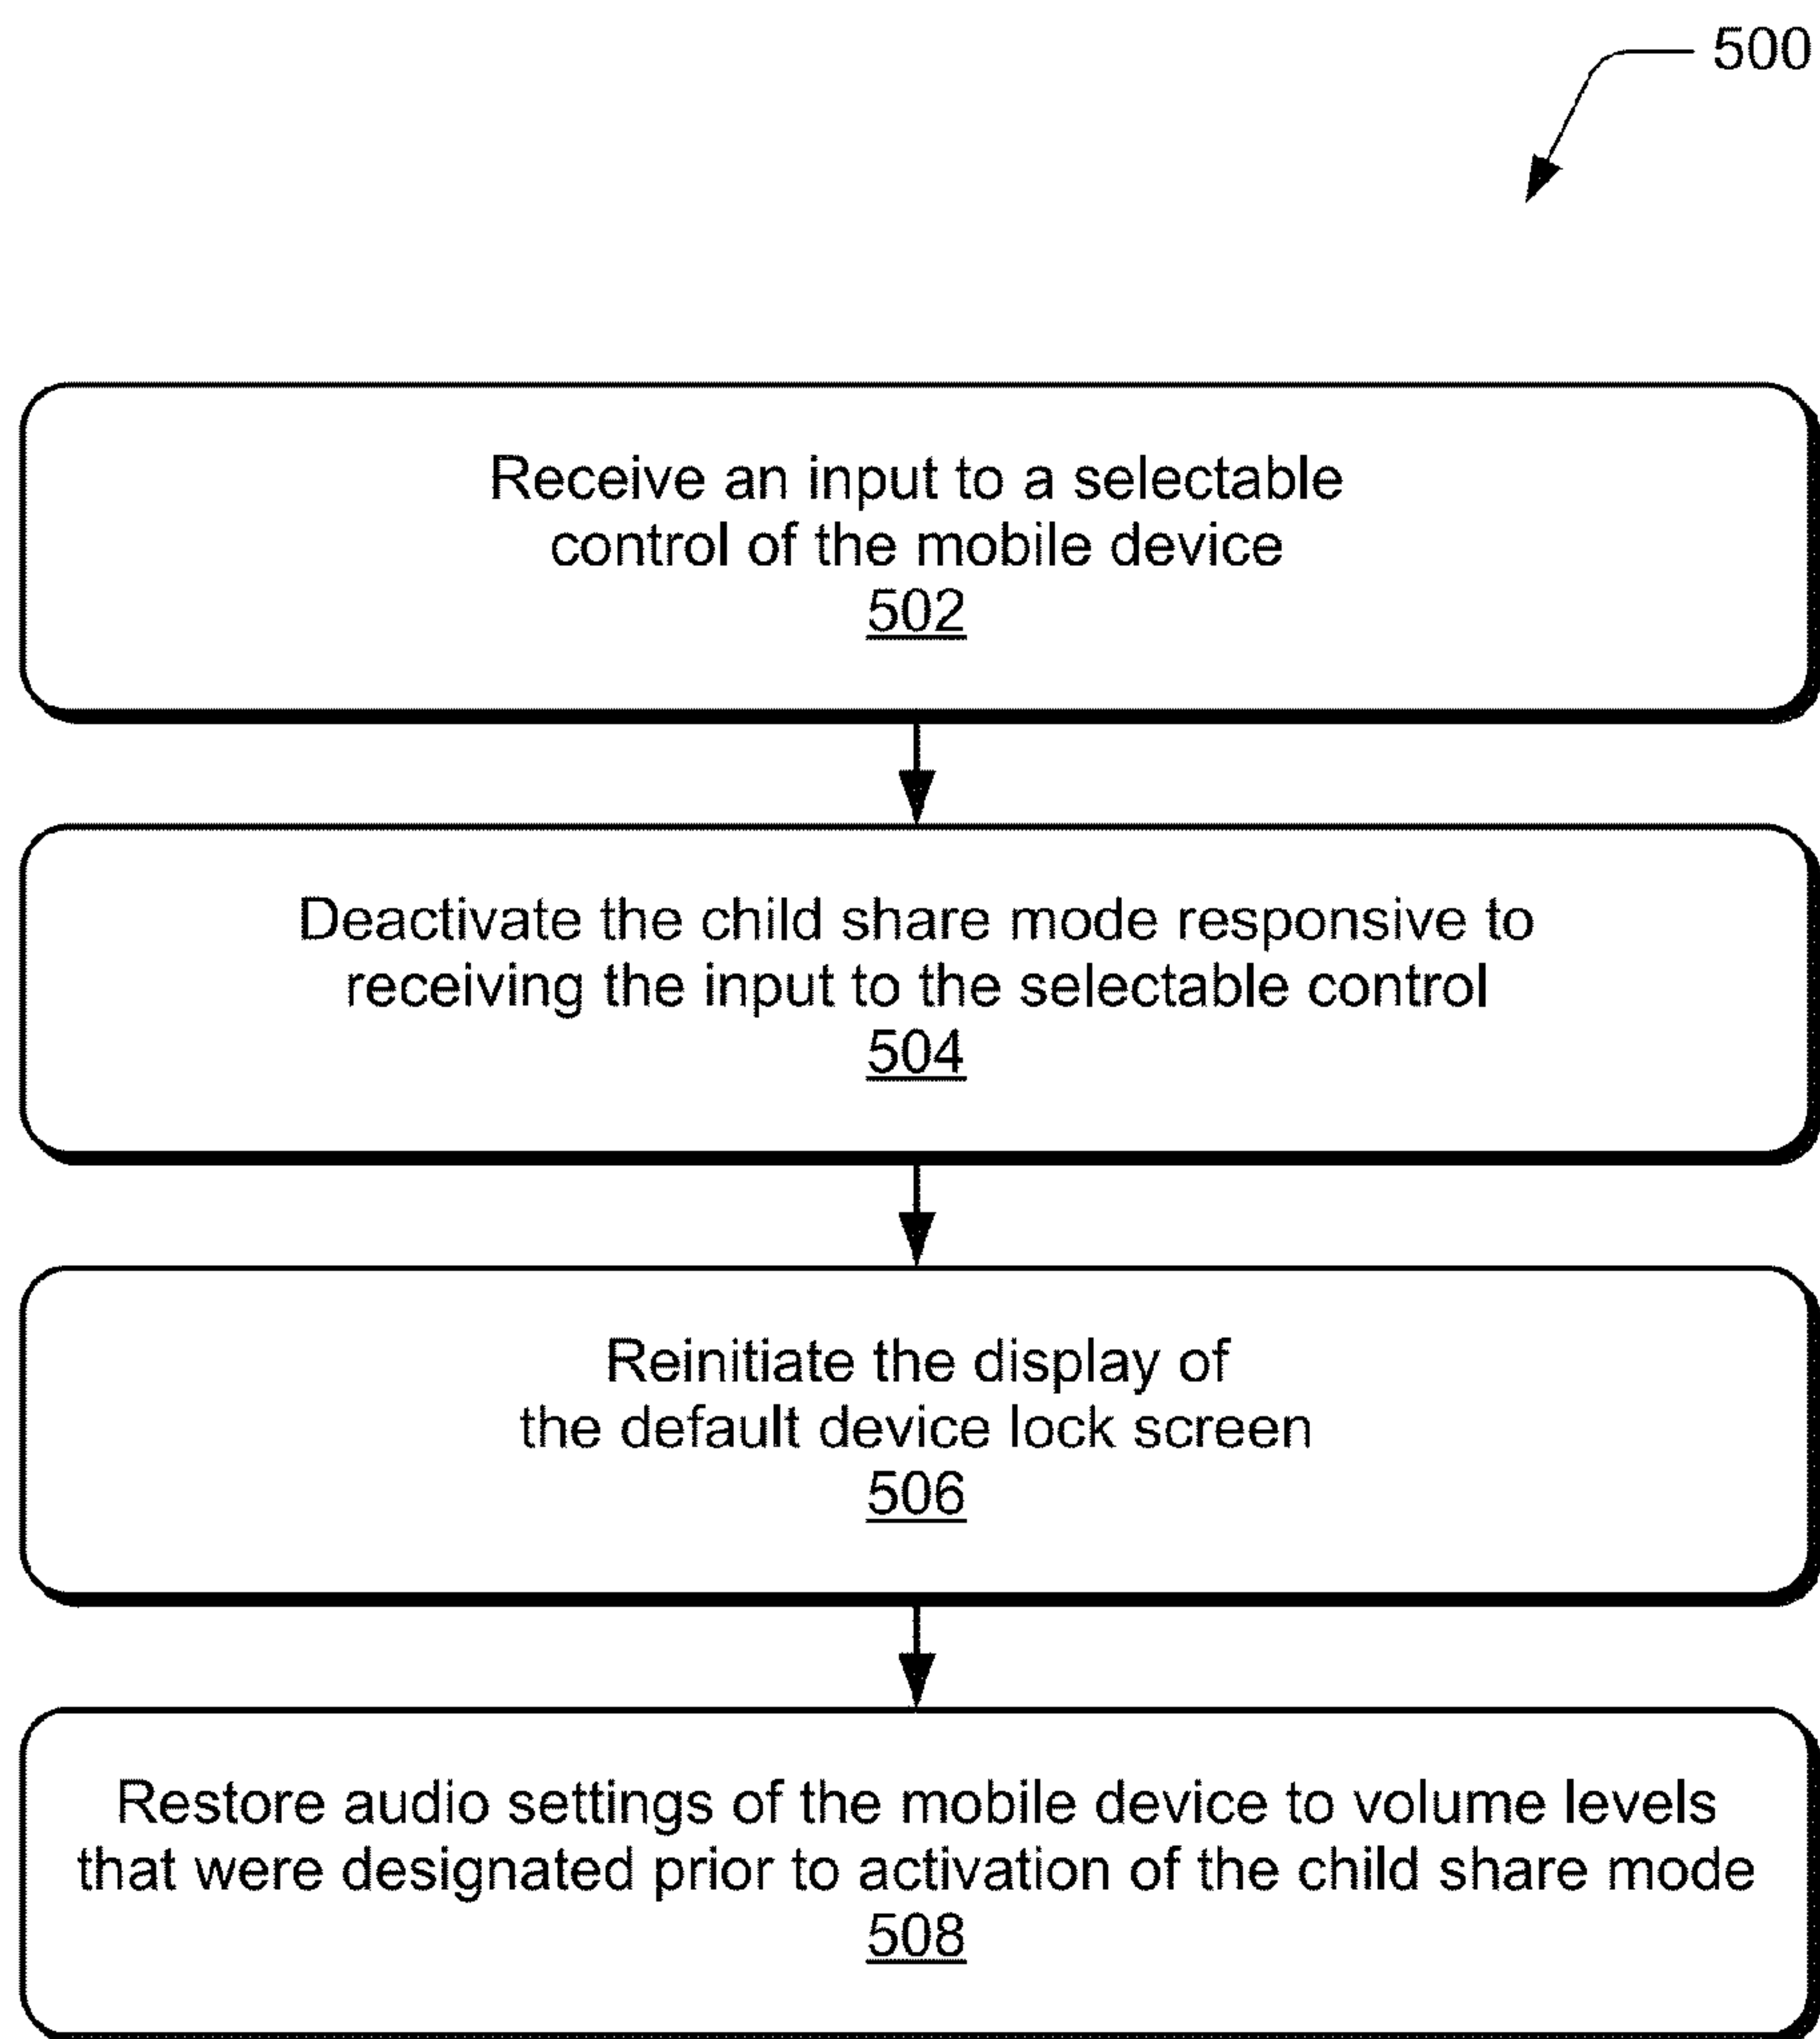 500
Receive an input to a selectable
control of the mobile device
502
Deactivate the child share mode responsive to
receiving the input to the selectable control
504
Reinitiate the display of
the default device lock screen
506
Restore audio settings of the mobile device to volume levels
that were designated prior to activation of the child share mode
508